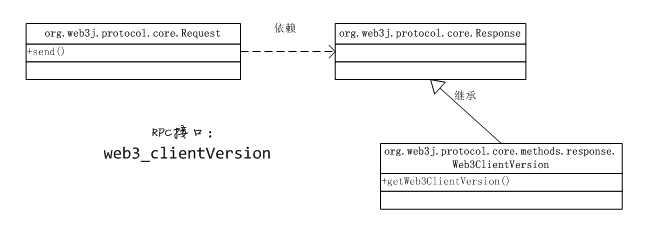 依赖
org.web3j.protocol.core.Request
+send()
org.web3j.protocol.core.Response
继承
RPC接口:
web3_clientVersion
org.web3j.protocol.core.methods.response.
Web3ClientVersion
+getWeb3ClientVersion()